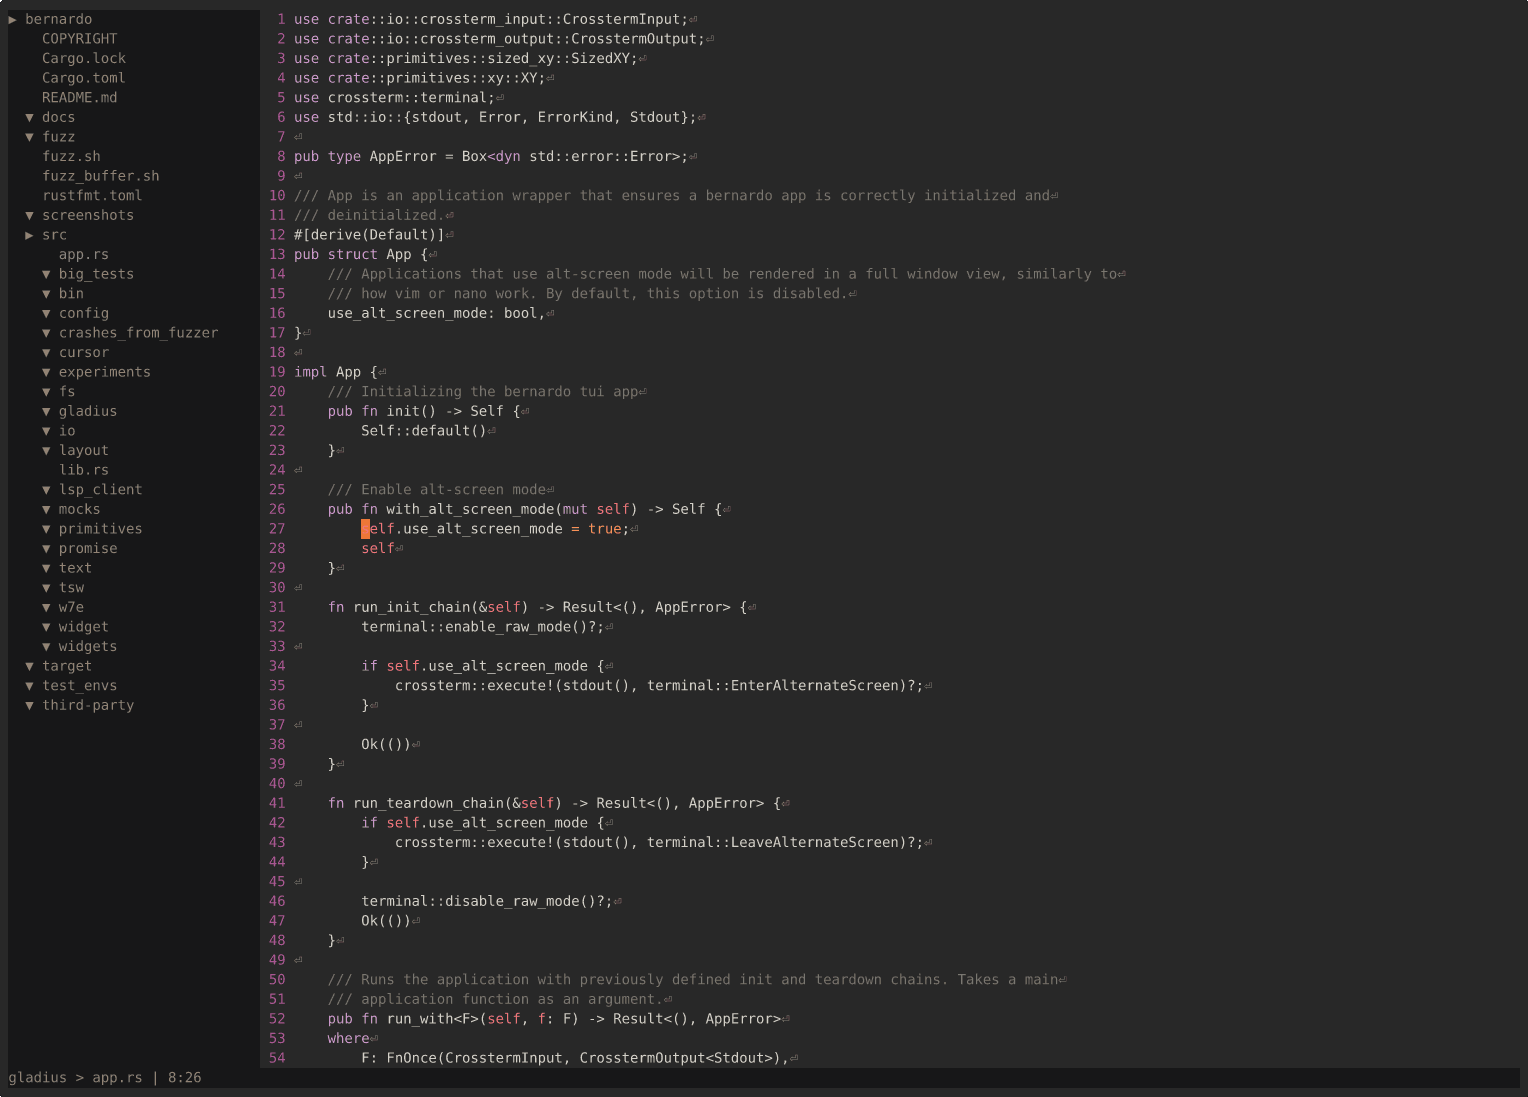 ▶ bernardo
COPYRIGHT
Cargo.lock
Cargo.toml
README.md
▼ docs
▼ fuzz
fuzz.sh
fuzz_buffer.sh
rustfmt.toml
▼ screenshots
▶ src
app.rs
▼ big_tests
▼ bin
▼ config
▼ crashes_from_fuzzer
▼ cursor
▼ experiments
▼ fs
▼ gladius
▼ io
▼ layout
lib.rs
▼ lsp_client
▼ mocks
▼ primitives
▼ promise
▼ text
▼ tsw
▼ w7e
▼ widget
▼ widgets
▼ target
▼ test_envs
▼ third-party
1 use crate::io::crossterm_input::CrosstermInput;⏎
2 use crate::io::crossterm_output::CrosstermOutput;⏎
3 use crate::primitives::sized_xy::SizedXY;⏎
4 use crate::primitives::xy::XY;⏎
5 use crossterm::terminal;⏎
6 use std::io::{stdout, Error, ErrorKind, Stdout};⏎
7 ⏎
8 pub type AppError = Box<dyn std::error::Error>;⏎
9 ⏎
10 /// App is an application wrapper that ensures a bernardo app is correctly initialized and⏎
11 /// deinitialized.⏎
12 #[derive(Default)]⏎
13 pub struct App {⏎
14     /// Applications that use alt-screen mode will be rendered in a full window view, similarly to⏎
15     /// how vim or nano work. By default, this option is disabled.⏎
16     use_alt_screen_mode: bool,⏎
17 }⏎
18 ⏎
19 impl App {⏎
20     /// Initializing the bernardo tui app⏎
21     pub fn init() -> Self {⏎
22         Self::default()⏎
23     }⏎
24 ⏎
25     /// Enable alt-screen mode⏎
26     pub fn with_alt_screen_mode(mut self) -> Self {⏎
27         self.use_alt_screen_mode = true;⏎
28         self⏎
29     }⏎
30 ⏎
31     fn run_init_chain(&self) -> Result<(), AppError> {⏎
32         terminal::enable_raw_mode()?;⏎
33 ⏎
34         if self.use_alt_screen_mode {⏎
35             crossterm::execute!(stdout(), terminal::EnterAlternateScreen)?;⏎
36         }⏎
37 ⏎
38         Ok(())⏎
39     }⏎
40 ⏎
41     fn run_teardown_chain(&self) -> Result<(), AppError> {⏎
42         if self.use_alt_screen_mode {⏎
43             crossterm::execute!(stdout(), terminal::LeaveAlternateScreen)?;⏎
44         }⏎
45 ⏎
46         terminal::disable_raw_mode()?;⏎
47         Ok(())⏎
48     }⏎
49 ⏎
50     /// Runs the application with previously defined init and teardown chains. Takes a main⏎
51     /// application function as an argument.⏎
52     pub fn run_with<F>(self, f: F) -> Result<(), AppError>⏎
53     where⏎
54         F: FnOnce(CrosstermInput, CrosstermOutput<Stdout>),⏎
gladius > app.rs | 8:26